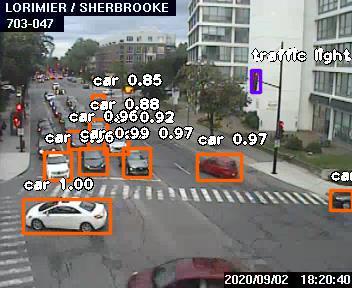 LORIMIER / SHERBROOKE
703-047
traffic light
car 0.85
car 0.88
car 0.96
0.92
car 0.99
0.97
car 0.97
car 1.00
car
2020/09/02 18:20:40